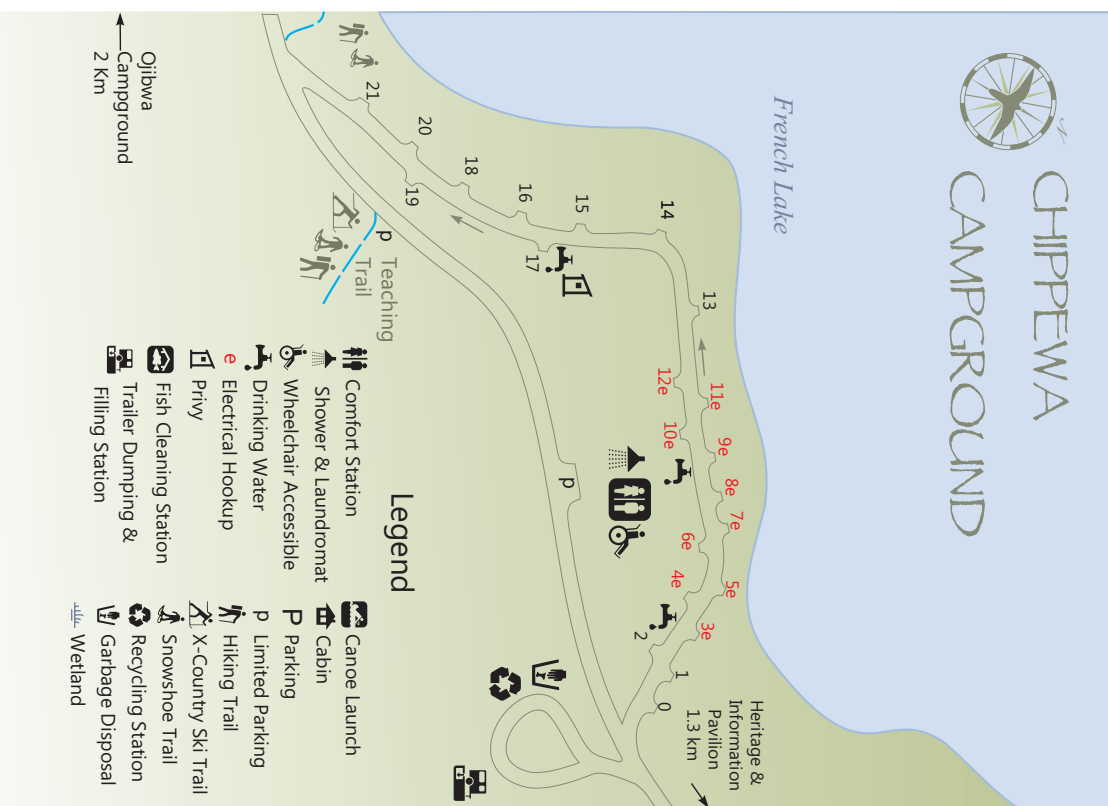 CHIPPEWA
CAMPGROUND
N
French Lake
Heritage &
Information
Pavilion
1.3 km
0
1
2
3e
4e
5e
6e
7e
8e
9e
10e
11e
12e
13
14
15
16
17
18
19
20
21
p
p
Teaching
Trail
Ojibwa
Campground
2 Km
Legend
Comfort Station
Shower & Laundromat
Wheelchair Accessible
Drinking Water
e Electrical Hookup
Privy
Fish Cleaning Station
Trailer Dumping &
Filling Station
Canoe Launch
Cabin
P Parking
p Limited Parking
Hiking Trail
X-Country Ski Trail
Snowshoe Trail
Recycling Station
Garbage Disposal
Wetland